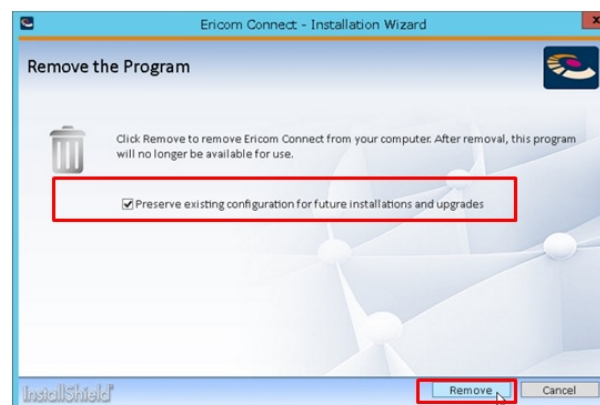 Ericom Connect - Installation Wizard
x
Remove the Program
Click Remove to remove Ericom Connect from your computer. After removal, this program
will no longer be available for use.
Preserve existing configuration for future installations and upgrades
InstallShield
Remove
Cancel